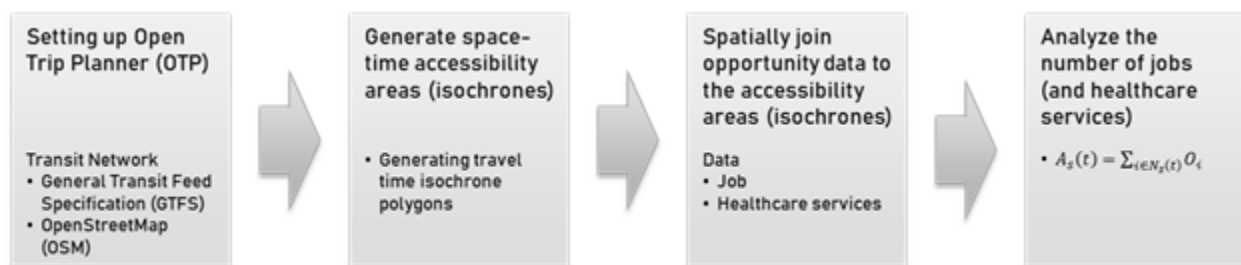 Setting up Open
Trip Planner (OTP)
Transit Network
• General Transit Feed
Specification (GTFS)
• OpenStreetMap
(OSM)
Generate space-
time accessibility
areas (isochrones)
• Generating travel
time isochrone
polygons
Spatially join
opportunity data to
the accessibility
areas (isochrones)
Data
• Job
• Healthcare services
Analyze the
number of jobs
(and healthcare
services)
• $A_s(t) = \sum_{i \in N_s(t)} O_i$